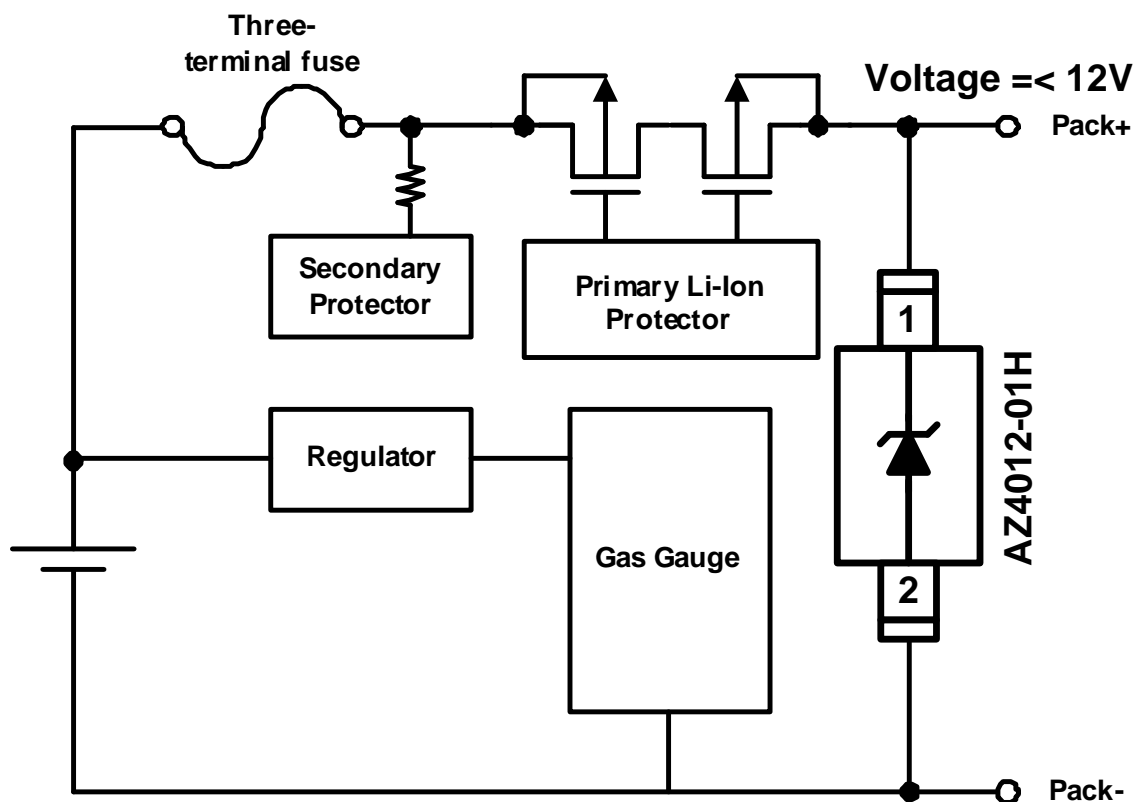 Three-
terminal fuse
Voltage =< 12V
Pack+
Secondary
Protector
Primary Li-Ion
Protector
1
AZ4012-01H
Regulator
Gas Gauge
2
Pack-